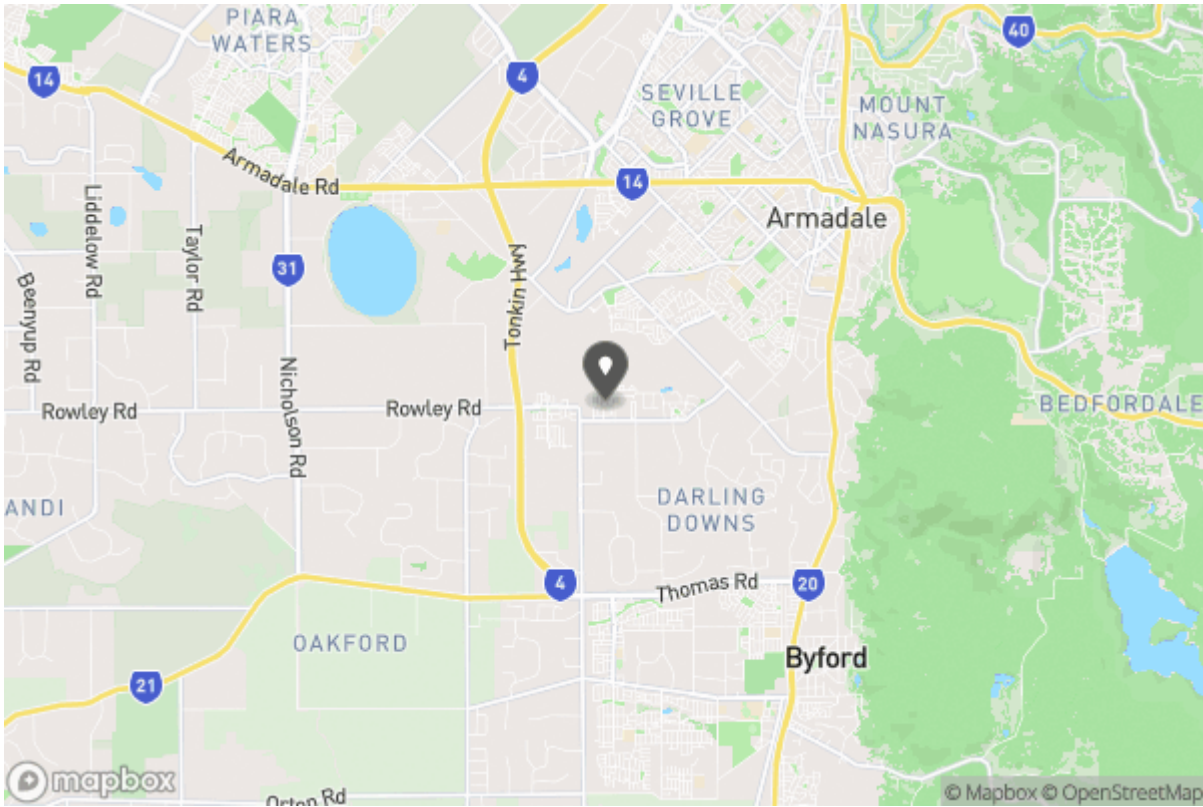 PIARA
WATERS
40
14
4
SEVILLE
GROVE
MOUNT
NASURA
Armadale Rd
14
Liddelow Rd
Taylor Rd
Armadale
31
Beenyup Rd
Tonkin Hwy
Nicholson Rd
Rowley Rd
Rowley Rd
BEDFORDALE
ANDI
DARLING
DOWNS
4
Thomas Rd
20
OAKFORD
Byford
21
mapbox
Orton Rd
© Mapbox © OpenStreetMap